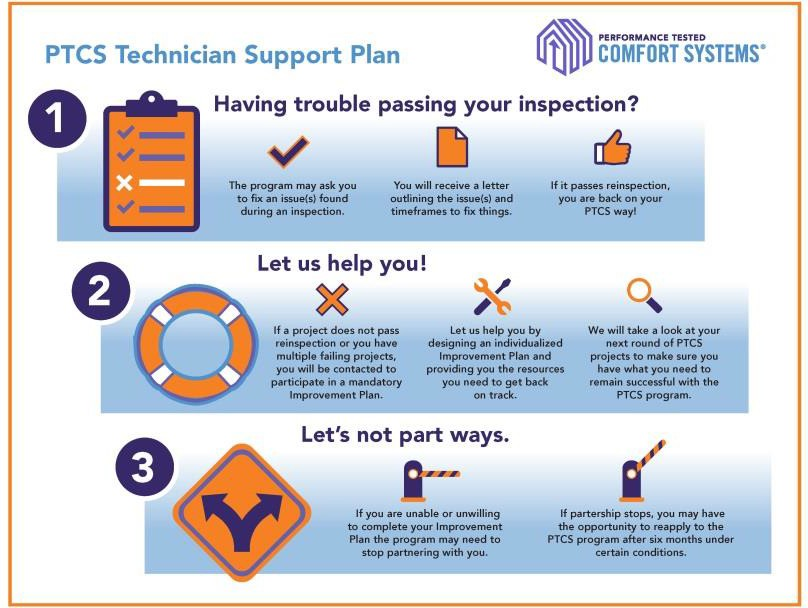 PTCS Technician Support Plan
PERFORMANCE TESTED
COMFORT SYSTEMS®
1
Having trouble passing your inspection?
The program may ask you
to fix an issue(s) found
during an inspection.
You will receive a letter
outlining the issue(s) and
timeframes to fix things.
If it passes reinspection,
you are back on your
PTCS way!
2
Let us help you!
If a project does not pass
reinspection or you have
multiple failing projects,
you will be contacted to
participate in a mandatory
Improvement Plan.
Let us help you by
designing an individualized
Improvement Plan and
providing you the resources
you need to get back
on track.
We will take a look at your
next round of PTCS
projects to make sure you
have what you need to
remain successful with the
PTCS program.
3
Let's not part ways.
If you are unable or unwilling
to complete your Improvement
Plan the program may need to
stop partnering with you.
If partership stops, you may have
the opportunity to reapply to the
PTCS program after six months under
certain conditions.